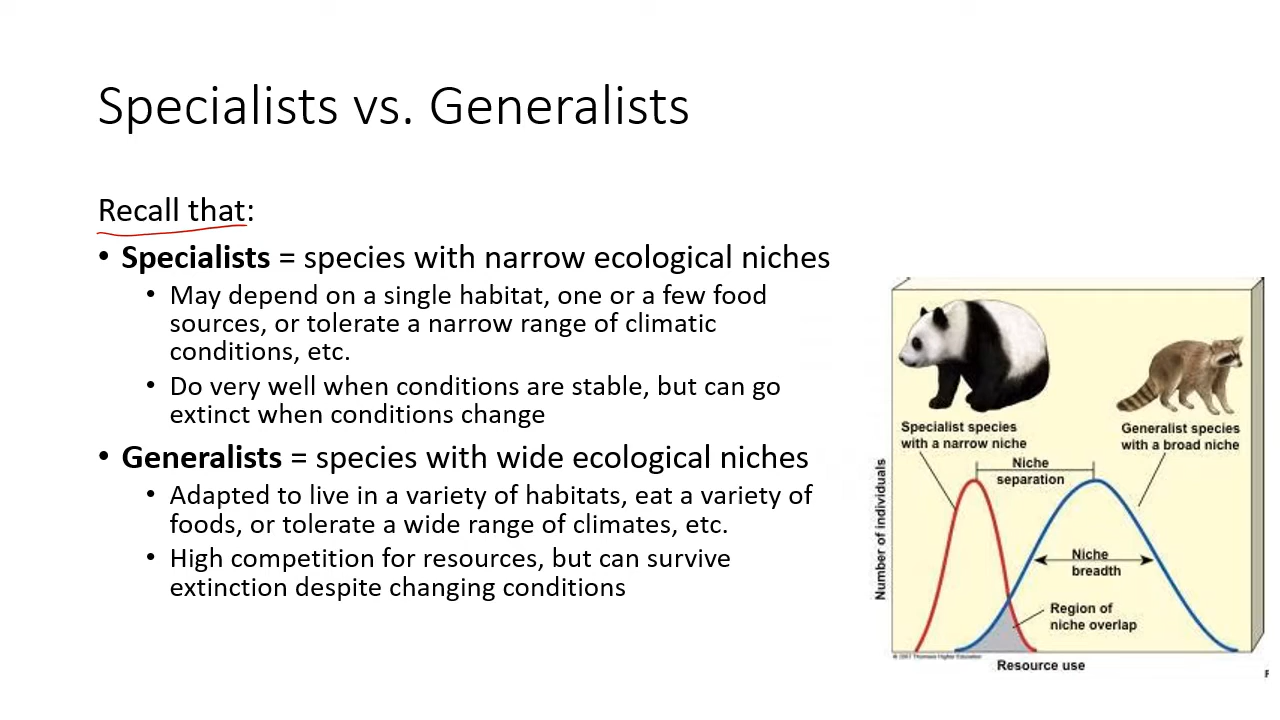 Specialists vs. Generalists
Recall that:
• Specialists = species with narrow ecological niches
• May depend on a single habitat, one or a few food
sources, or tolerate a narrow range of climatic
conditions, etc.
• Do very well when conditions are stable, but can go
extinct when conditions change
• Generalists = species with wide ecological niches
• Adapted to live in a variety of habitats, eat a variety of
foods, or tolerate a wide range of climates, etc.
• High competition for resources, but can survive
extinction despite changing conditions
Specialist species
with a narrow niche
Generalist species
with a broad niche
Niche
separation
Number of individuals
Niche
breadth
Region of
niche overlap
© 2007 Thomson Higher Education
Resource use
F